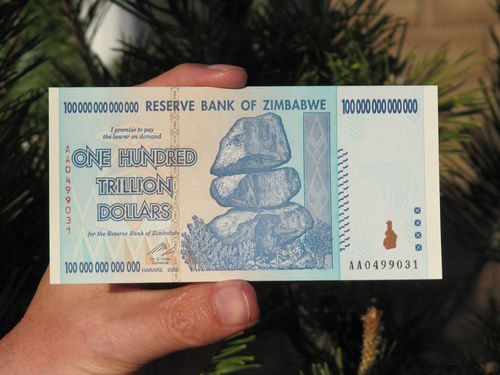 100 000 000 000 000 RESERVE BANK OF ZIMBABWE 100 000 000 000 000
I promise to pay
the bearer on demand
ONE HUNDRED
TRILLION
DOLLARS
for the Reserve Bank of Zimbabwe
Governor
100 000 000 000 000 HARARE 2008
AA0499031
AA0499031